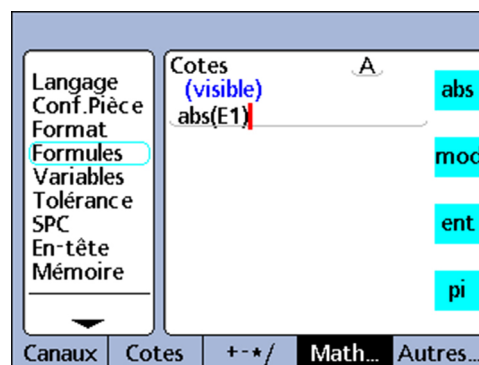 Langage
Conf.Pièce
Format
Formules
Variables
Tolérance
SPC
En-tête
Mémoire
Cotes A
(visible)
abs(E1)
abs
mod
ent
pi
Canaux Cotes +-*/ Math... Autres...